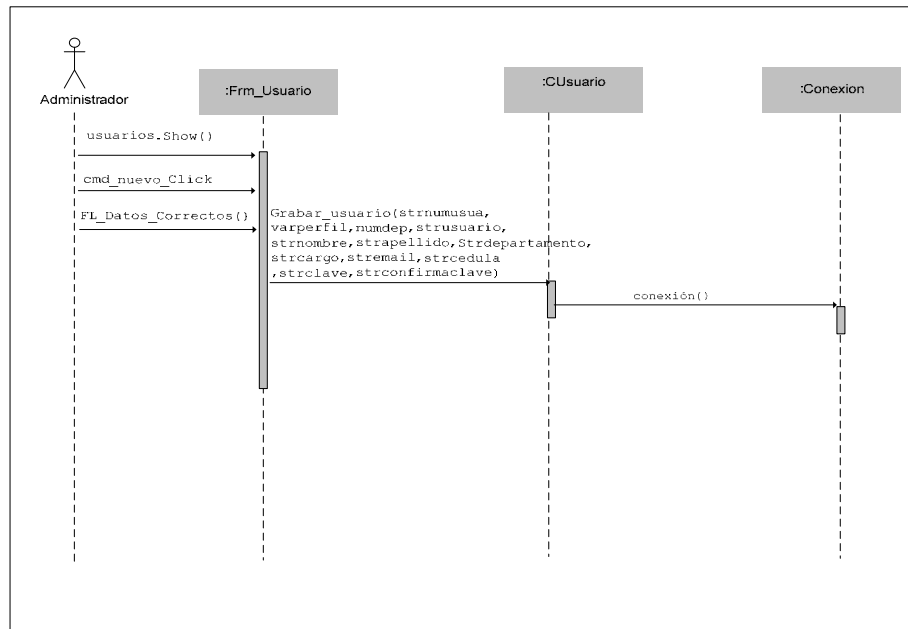 Administrador
:Frm_Usuario
:CUsuario
:Conexion
usuarios.Show()
cmd_nuevo_Click
FL_Datos_Correctos()
Grabar_usuario(strnumusua,
varperfil,numdep,strusuario,
strnombre,strapellido,Strdepartamento,
strcargo,stremail,strcedula
,strclave,strconfirmaclave)
conexión()